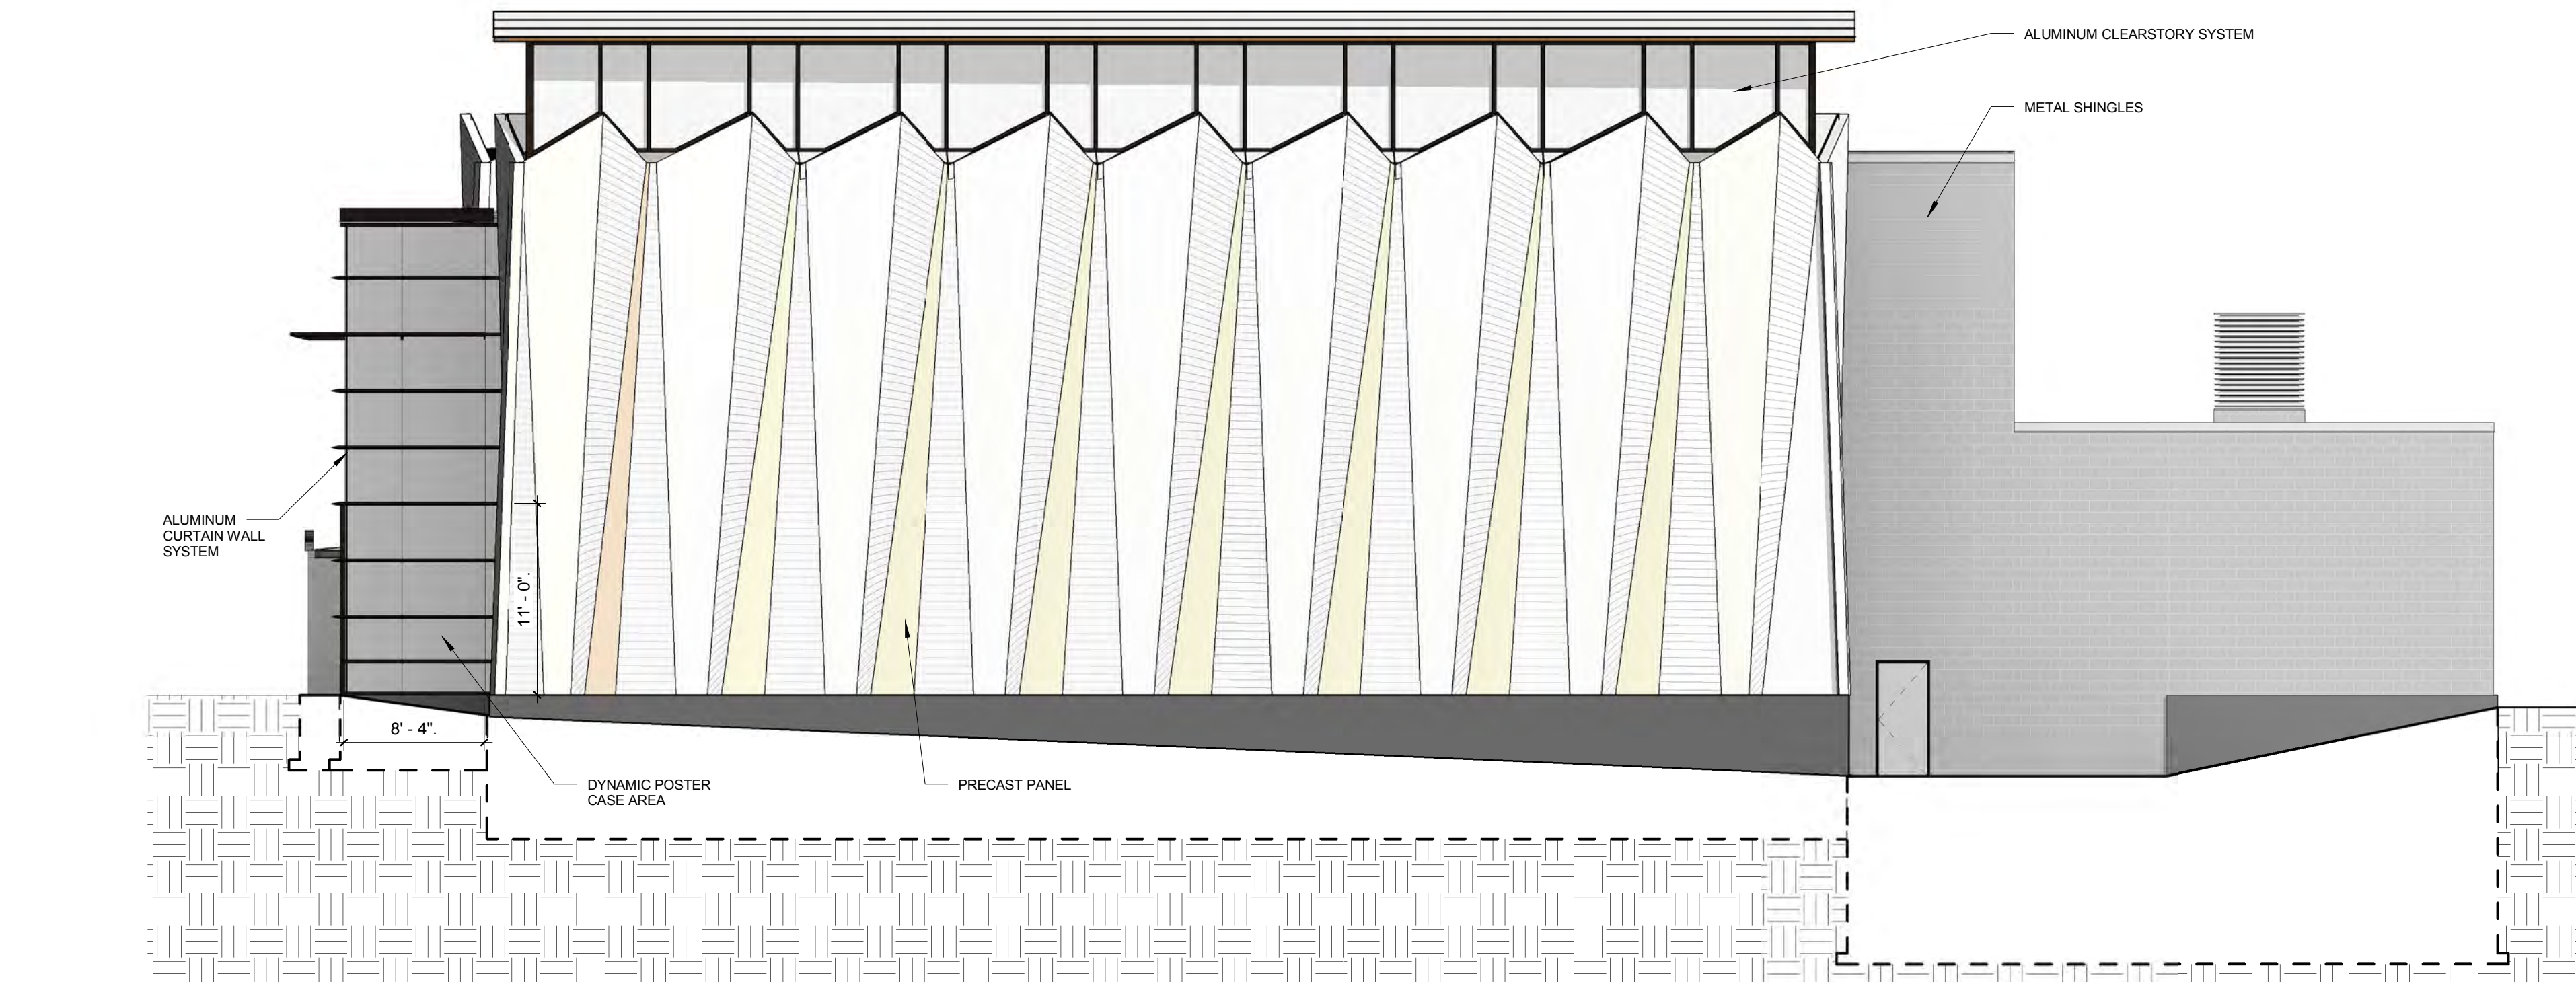 ALUMINUM CLEARSTORY SYSTEM
METAL SHINGLES
ALUMINUM
CURTAIN WALL
SYSTEM
11' - 0".
8' - 4".
DYNAMIC POSTER
CASE AREA
PRECAST PANEL